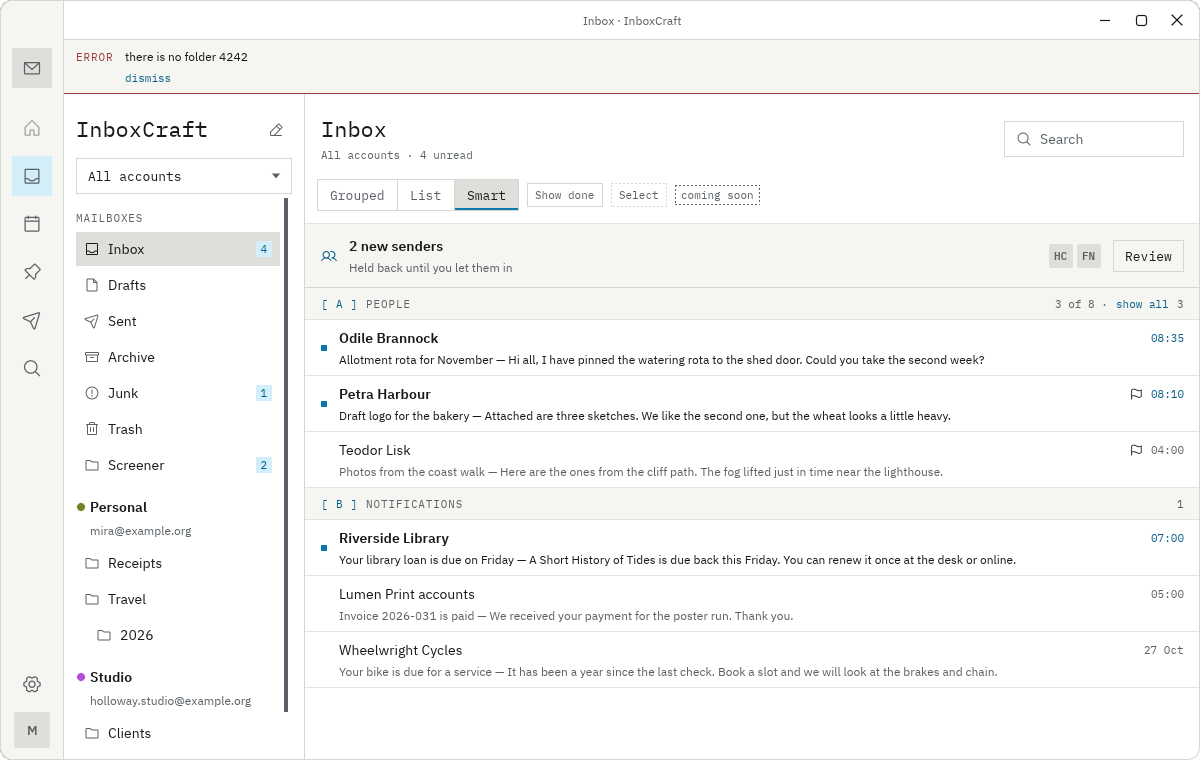 Inbox · InboxCraft
ERROR there is no folder 4242
dismiss
InboxCraft
All accounts
MAILBOXES
Inbox 4
Drafts
Sent
Archive
Junk 1
Trash
Screener 2
Personal
mira@example.org
Receipts
Travel
2026
Studio
holloway.studio@example.org
Clients
M
Inbox
All accounts · 4 unread
Search
Grouped List Smart Show done Select coming soon
2 new senders
Held back until you let them in
HC FN Review
[ A ] PEOPLE 3 of 8 · show all 3
Odile Brannock 08:35
Allotment rota for November — Hi all, I have pinned the watering rota to the shed door. Could you take the second week?
Petra Harbour 08:10
Draft logo for the bakery — Attached are three sketches. We like the second one, but the wheat looks a little heavy.
Teodor Lisk 04:00
Photos from the coast walk — Here are the ones from the cliff path. The fog lifted just in time near the lighthouse.
[ B ] NOTIFICATIONS 1
Riverside Library 07:00
Your library loan is due on Friday — A Short History of Tides is due back this Friday. You can renew it once at the desk or online.
Lumen Print accounts 05:00
Invoice 2026-031 is paid — We received your payment for the poster run. Thank you.
Wheelwright Cycles 27 Oct
Your bike is due for a service — It has been a year since the last check. Book a slot and we will look at the brakes and chain.